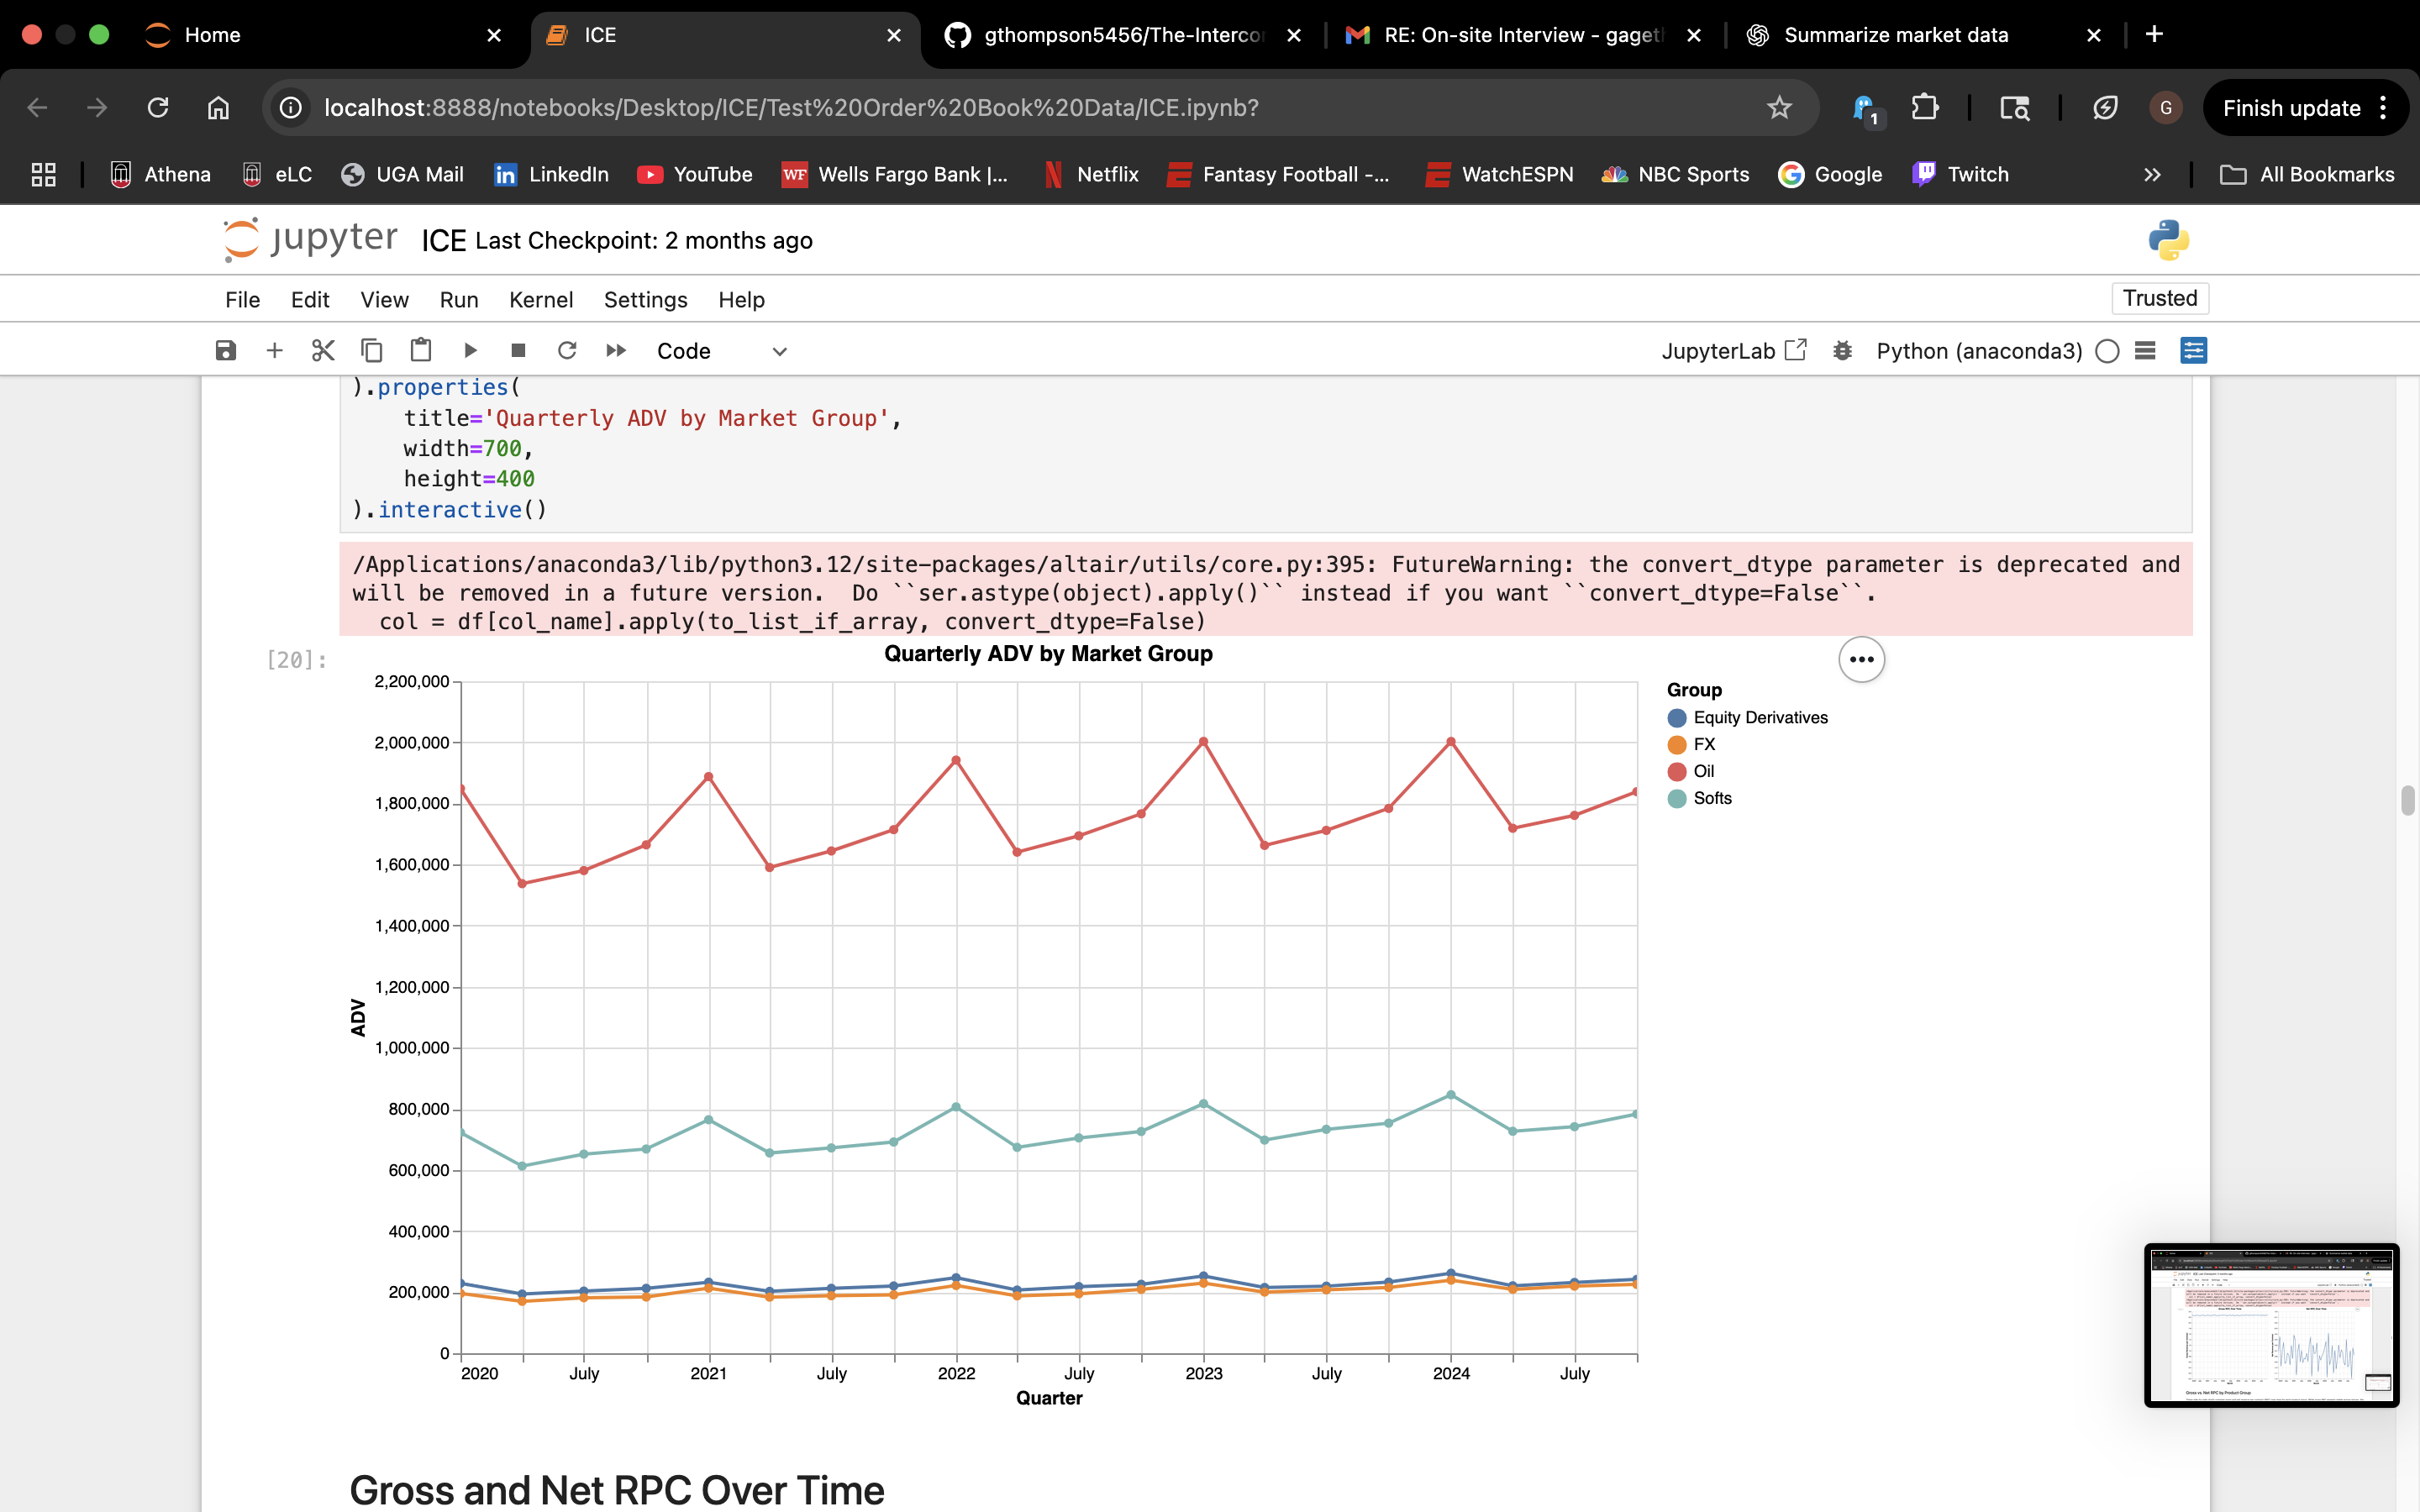 Home
ICE
gthompson5456/The-Interco
RE: On-site Interview - gaget
Summarize market data
localhost:8888/notebooks/Desktop/ICE/Test%20Order%20Book%20Data/ICE.ipynb?
1
G
Finish update
Athena
eLC
UGA Mail
in LinkedIn
YouTube
WF Wells Fargo Bank |...
Netflix
Fantasy Football -...
WatchESPN
NBC Sports
Google
Twitch
All Bookmarks
jupyter ICE Last Checkpoint: 2 months ago
File Edit View Run Kernel Settings Help
Trusted
Code
JupyterLab
Python (anaconda3)
).properties(
title='Quarterly ADV by Market Group',
width=700,
height=400
).interactive()
/Applications/anaconda3/lib/python3.12/site-packages/altair/utils/core.py:395: FutureWarning: the convert_dtype parameter is deprecated and
will be removed in a future version.  Do ``ser.astype(object).apply()`` instead if you want ``convert_dtype=False``.
col = df[col_name].apply(to_list_if_array, convert_dtype=False)
[20]:
Quarterly ADV by Market Group
2,200,000
2,000,000
1,800,000
1,600,000
1,400,000
1,200,000
1,000,000
800,000
600,000
400,000
200,000
0
ADV
2020 July 2021 July 2022 July 2023 July 2024 July
Quarter
Group
Equity Derivatives
FX
Oil
Softs
Gross and Net RPC Over Time